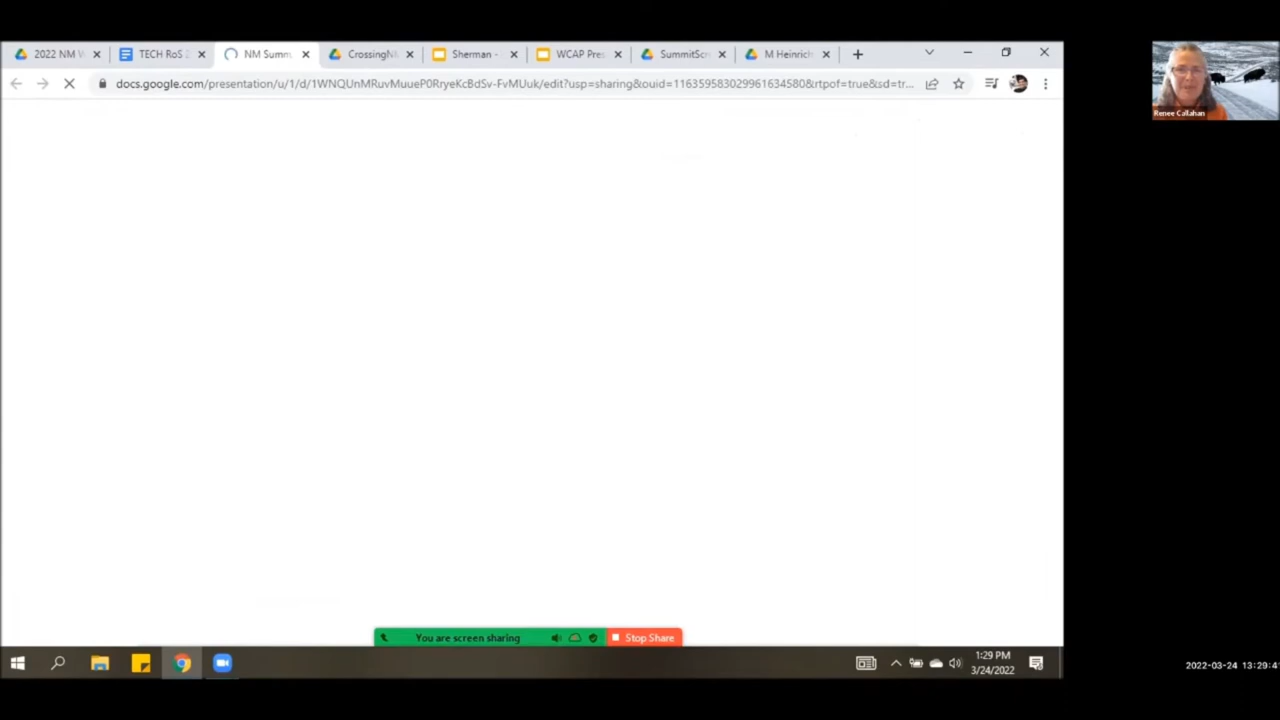 2022 NM W
TECH RoS 2
NM Summ
CrossingNM
Sherman -
WCAP Pres
SummitScr
M Heinrich
docs.google.com/presentation/u/1/d/1WNQUnMRuvMuueP0RryeKcBdSv-FvMUuk/edit?usp=sharing&ouid=116359583029961634580&rtpof=true&sd=tr...
Renee Callahan
You are screen sharing
Stop Share
1:29 PM
3/24/2022
2022-03-24 13:29:4